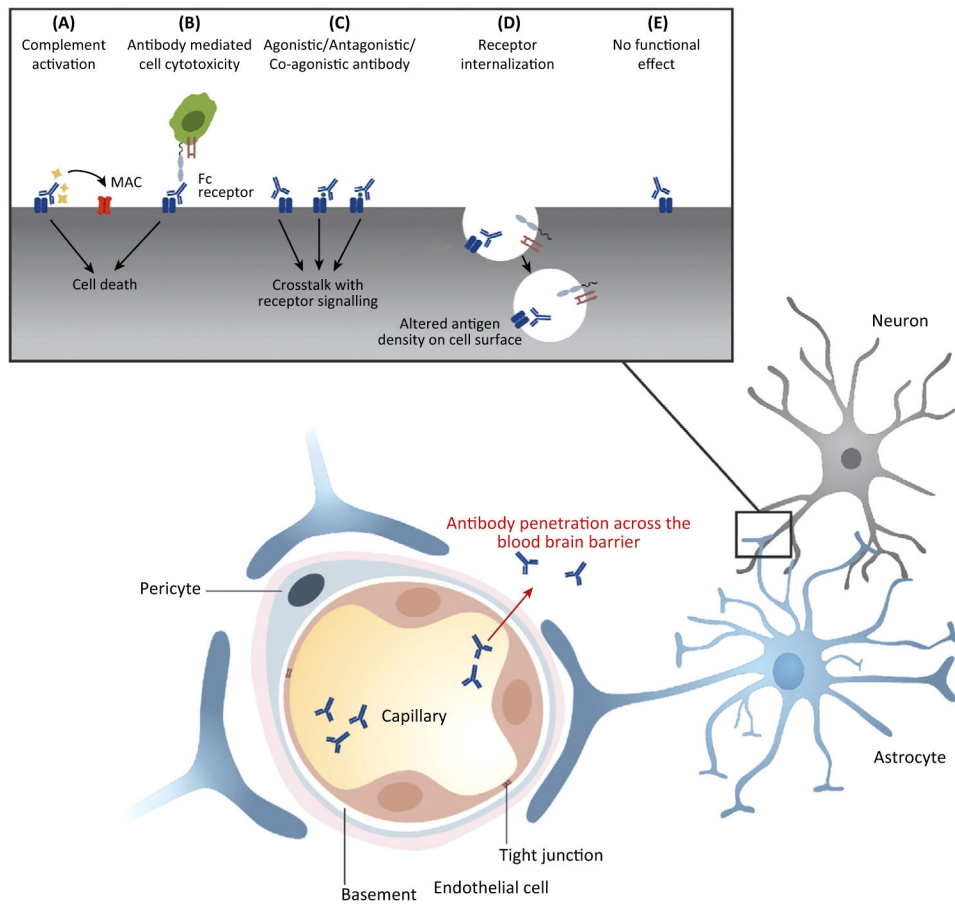 (A)
Complement
activation
(B)
Antibody mediated
cell cytotoxicity
(C)
Agonistic/Antagonistic/
Co-agonistic antibody
(D)
Receptor
internalization
(E)
No functional
effect
MAC
Fc
receptor
Cell death
Crosstalk with
receptor signalling
Altered antigen
density on cell surface
Neuron
Antibody penetration across the
blood brain barrier
Pericyte
Capillary
Astrocyte
Tight junction
Basement
Endothelial cell